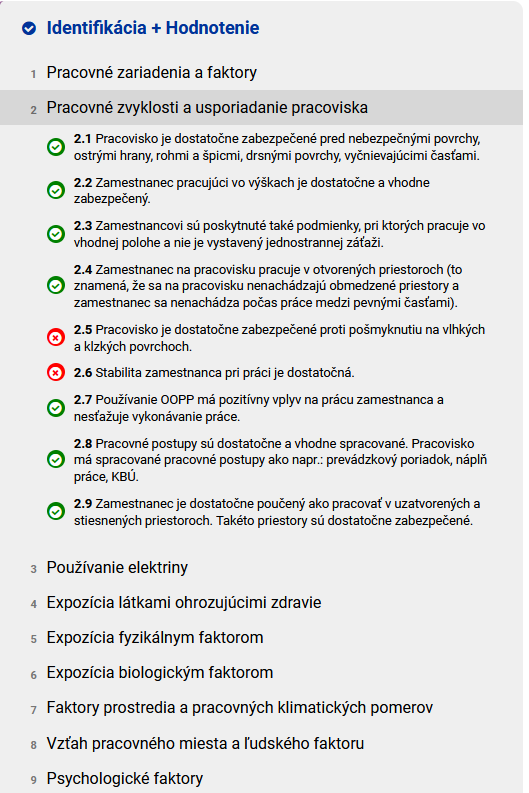 Identifikácia + Hodnotenie
1 Pracovné zariadenia a faktory
2 Pracovné zvyklosti a usporiadanie pracoviska
2.1 Pracovisko je dostatočne zabezpečené pred nebezpečnými povrchy,
ostrými hrany, rohmi a špicmi, drsnými povrchy, vyčnievajúcimi časťami.
2.2 Zamestnanec pracujúci vo výškach je dostatočne a vhodne
zabezpečený.
2.3 Zamestnancovi sú poskytnuté také podmienky, pri ktorých pracuje vo
vhodnej polohe a nie je vystavený jednostrannej záťaži.
2.4 Zamestnanec na pracovisku pracuje v otvorených priestoroch (to
znamená, že sa na pracovisku nenachádzajú obmedzené priestory a
zamestnanec sa nenachádza počas práce medzi pevnými časťami).
2.5 Pracovisko je dostatočne zabezpečené proti pošmyknutiu na vlhkých
a klzkých povrchoch.
2.6 Stabilita zamestnanca pri práci je dostatočná.
2.7 Používanie OOPP má pozitívny vplyv na prácu zamestnanca a
nesťažuje vykonávanie práce.
2.8 Pracovné postupy sú dostatočne a vhodne spracované. Pracovisko
má spracované pracovné postupy ako napr.: prevádzkový poriadok, náplň
práce, KBÚ.
2.9 Zamestnanec je dostatočne poučený ako pracovať v uzatvorených a
stiesnených priestoroch. Takéto priestory sú dostatočne zabezpečené.
3 Používanie elektriny
4 Expozícia látkami ohrozujúcimi zdravie
5 Expozícia fyzikálnym faktorom
6 Expozícia biologickým faktorom
7 Faktory prostredia a pracovných klimatických pomerov
8 Vzťah pracovného miesta a ľudského faktoru
9 Psychologické faktory